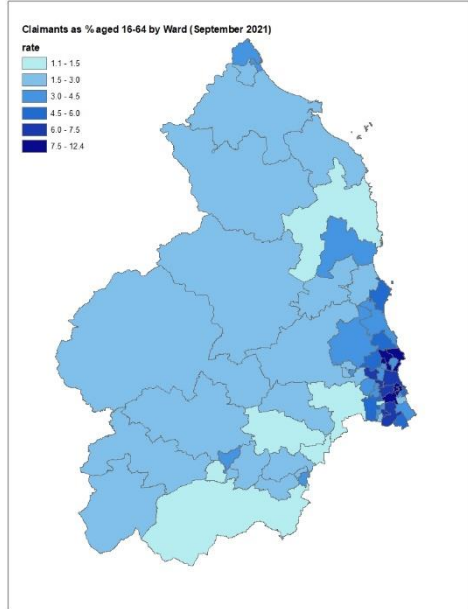 Claimants as % aged 16-64 by Ward (September 2021)
rate
1.1 - 1.5
1.5 - 3.0
3.0 - 4.5
4.5 - 6.0
6.0 - 7.5
7.5 - 12.4